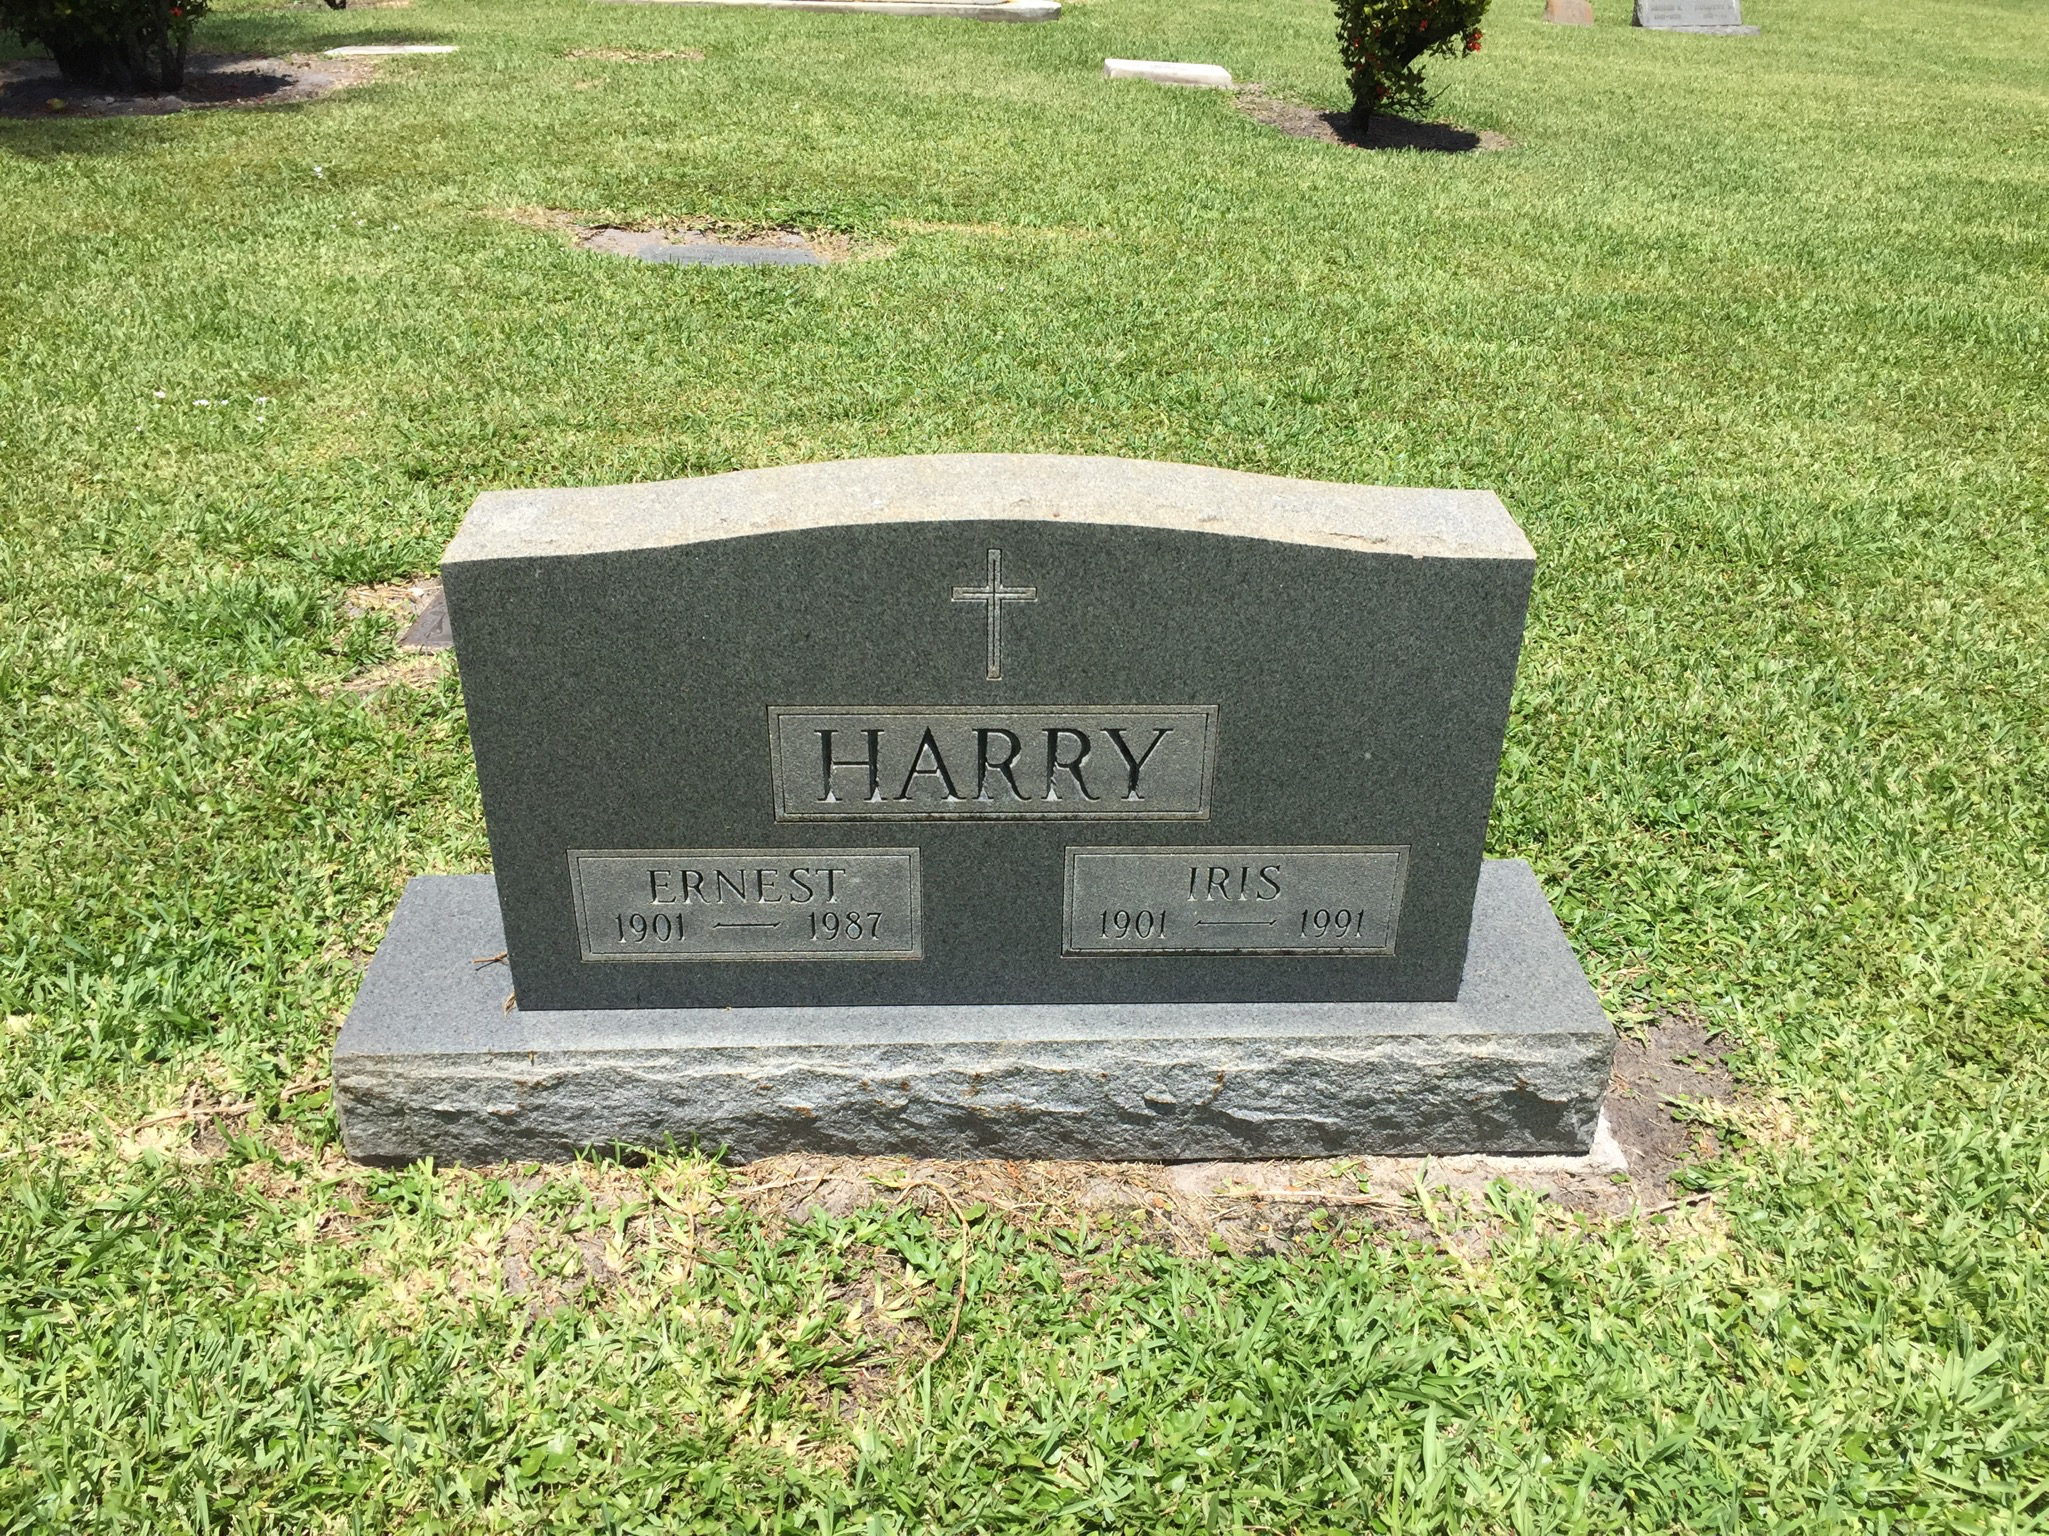 HARRY
ERNEST
1901 — 1987
IRIS
1901 — 1991